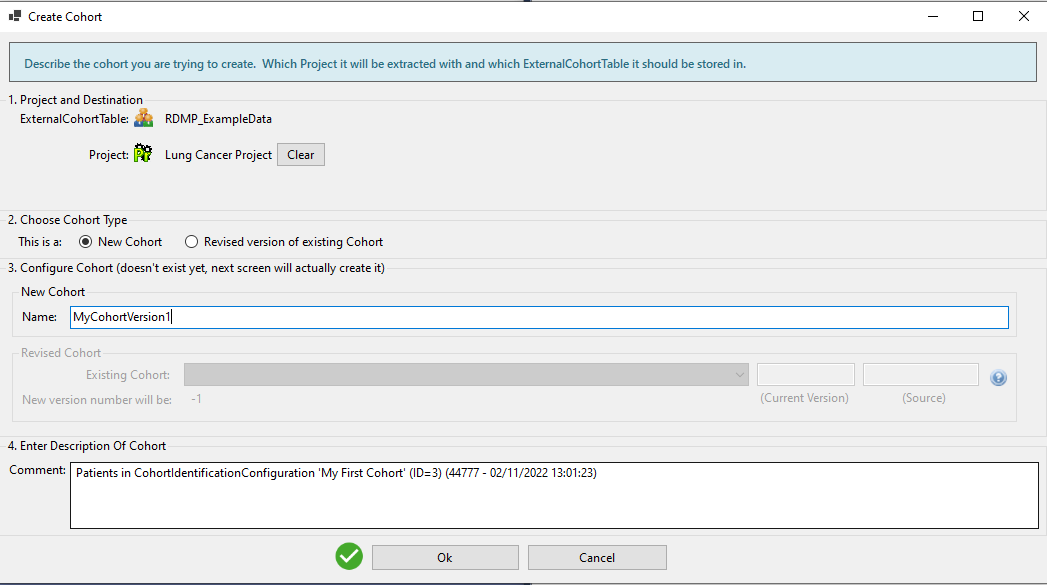 Create Cohort
Describe the cohort you are trying to create.  Which Project it will be extracted with and which ExternalCohortTable it should be stored in.
1. Project and Destination
ExternalCohortTable: RDMP_ExampleData
Project: Lung Cancer Project Clear
2. Choose Cohort Type
This is a: New Cohort Revised version of existing Cohort
3. Configure Cohort (doesn't exist yet, next screen will actually create it)
New Cohort
Name: MyCohortVersion1
Revised Cohort
Existing Cohort:
New version number will be: -1 (Current Version) (Source)
4. Enter Description Of Cohort
Comment: Patients in CohortIdentificationConfiguration 'My First Cohort' (ID=3) (44777 - 02/11/2022 13:01:23)
Ok Cancel